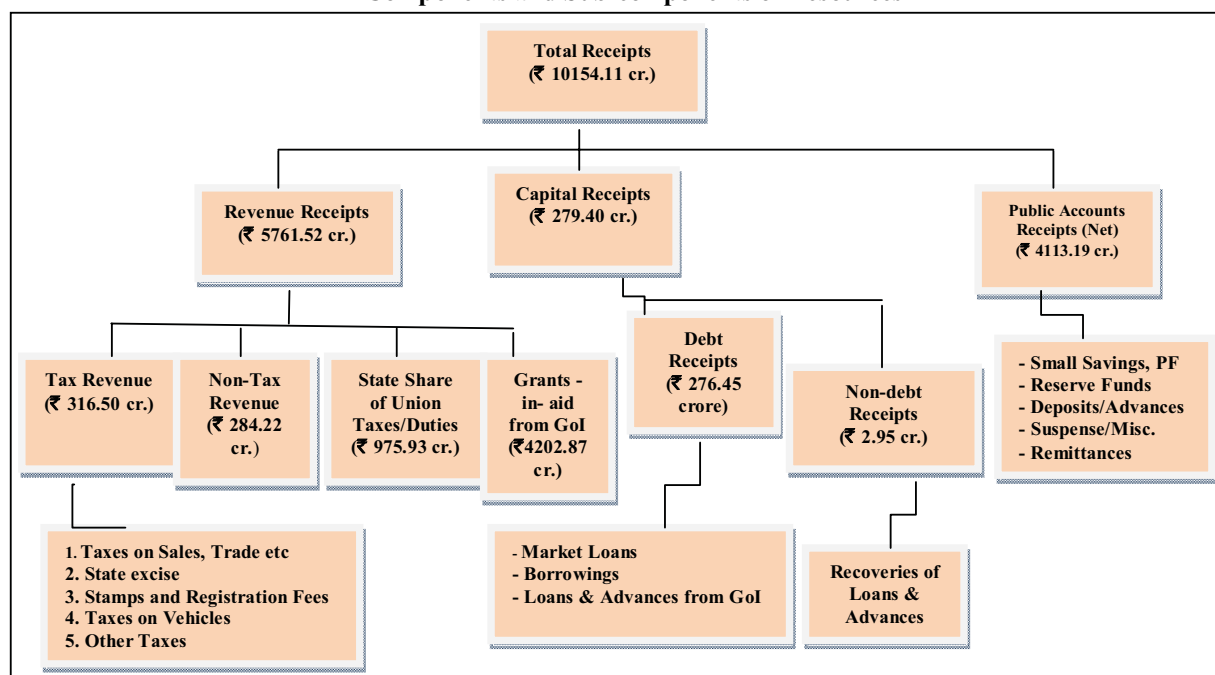 Total Receipts
(₹ 10154.11 cr.)
Revenue Receipts
(₹ 5761.52 cr.)
Capital Receipts
(₹ 279.40 cr.)
Public Accounts
Receipts (Net)
(₹ 4113.19 cr.)
Tax Revenue
(₹ 316.50 cr.)
Non-Tax
Revenue
(₹ 284.22
cr.)
State Share
of Union
Taxes/Duties
(₹ 975.93 cr.)
Grants -
in- aid
from GoI
(₹4202.87
cr.)
Debt
Receipts
(₹ 276.45
crore)
Non-debt
Receipts
(₹ 2.95 cr.)
- Small Savings, PF
- Reserve Funds
- Deposits/Advances
- Suspense/Misc.
- Remittances
1. Taxes on Sales, Trade etc
2. State excise
3. Stamps and Registration Fees
4. Taxes on Vehicles
5. Other Taxes
- Market Loans
- Borrowings
- Loans & Advances from GoI
Recoveries of
Loans &
Advances